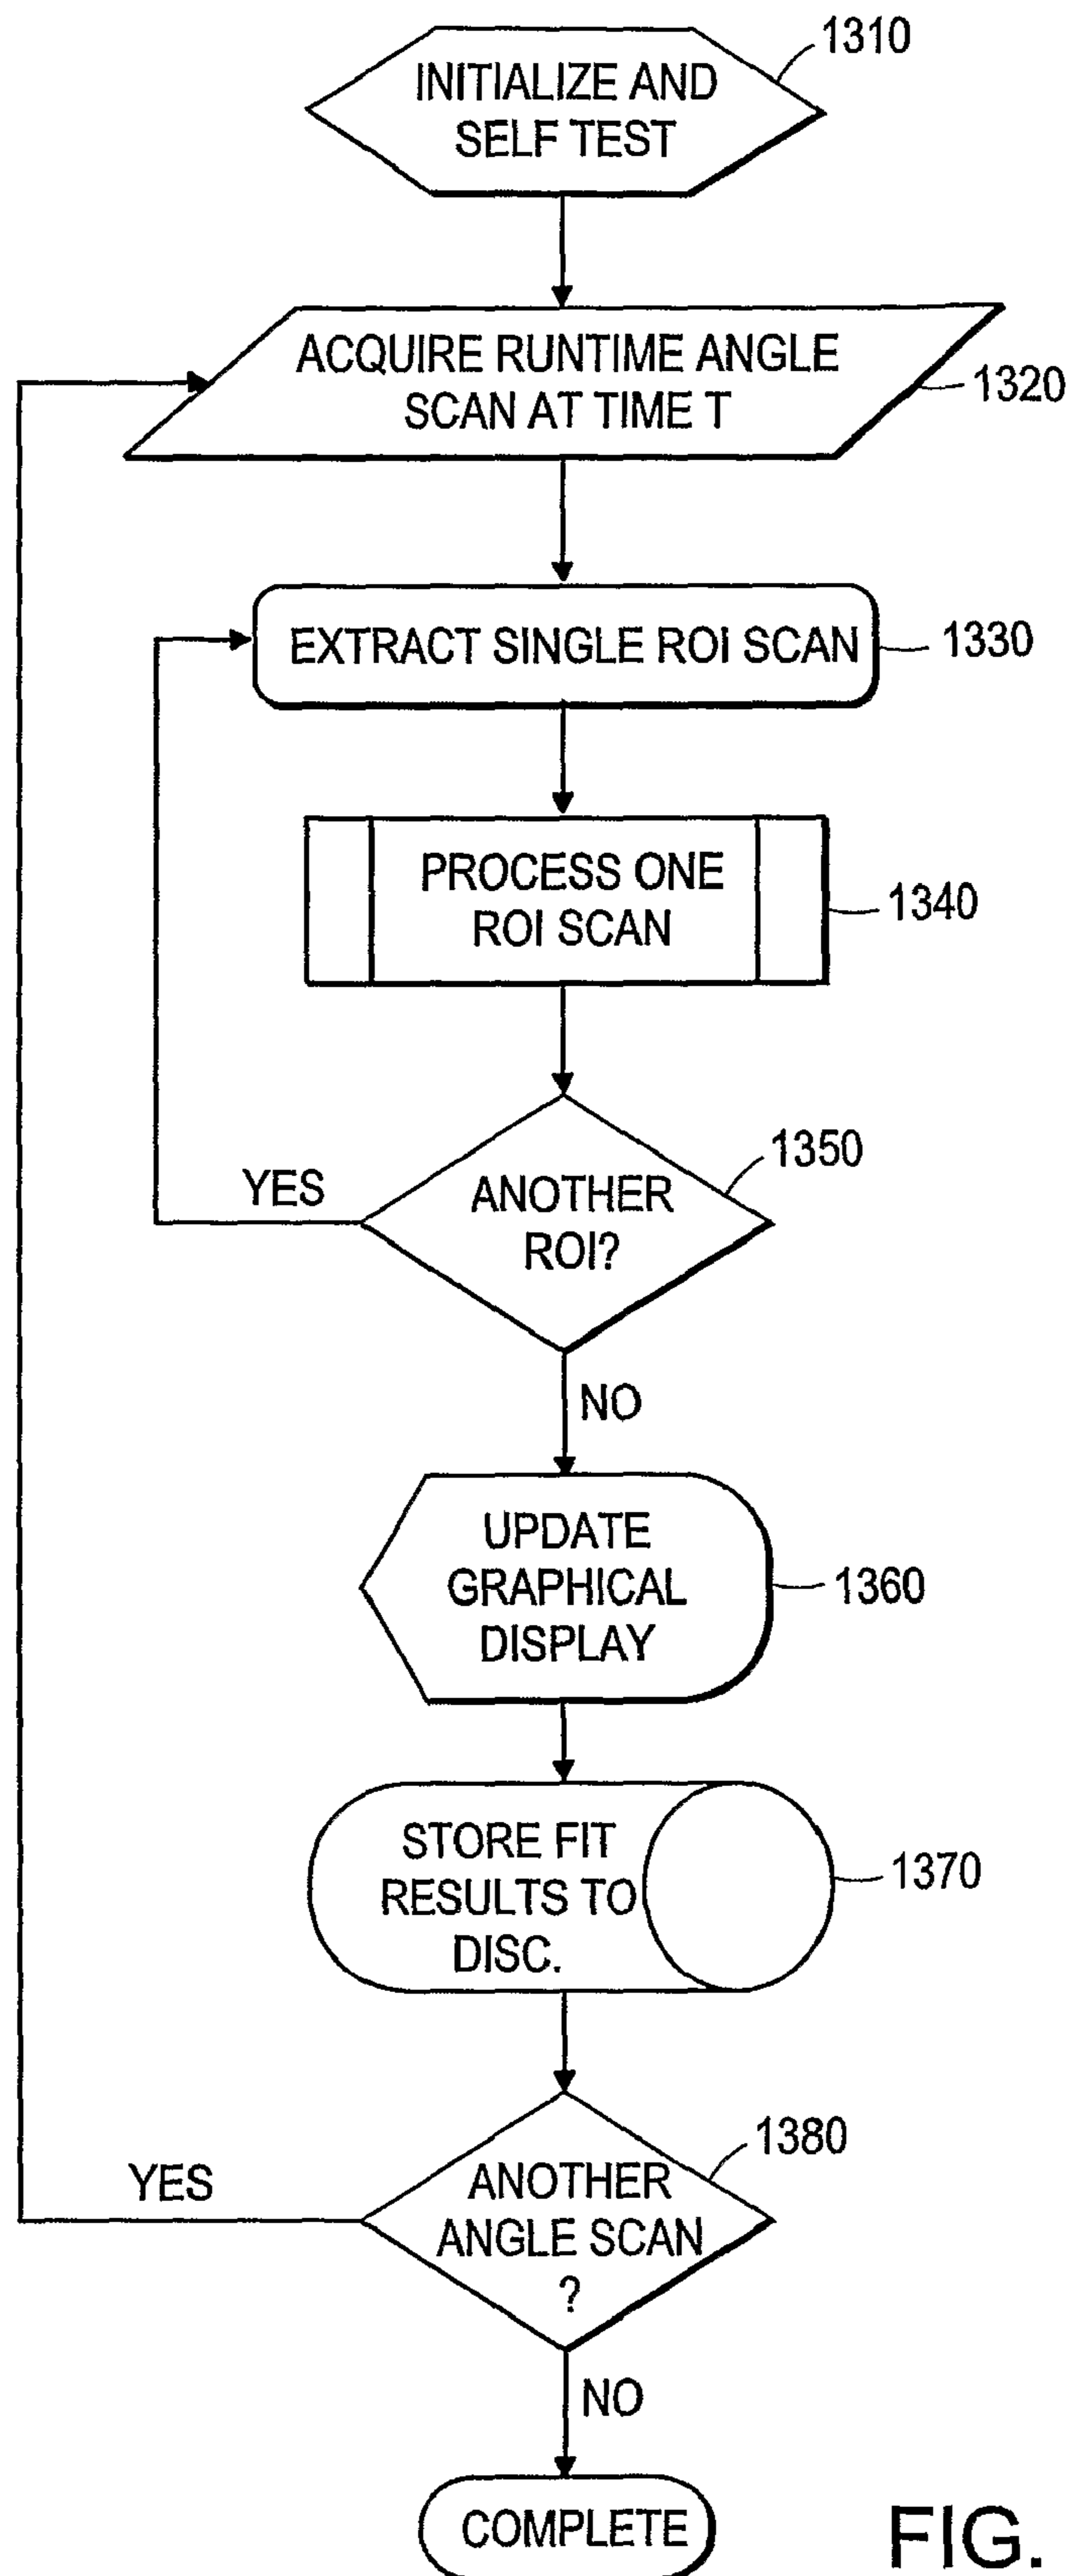 1310
INITIALIZE AND
SELF TEST
ACQUIRE RUNTIME ANGLE
SCAN AT TIME T
1320
EXTRACT SINGLE ROI SCAN
1330
PROCESS ONE
ROI SCAN
1340
1350
ANOTHER
ROI?
YES
NO
UPDATE
GRAPHICAL
DISPLAY
1360
STORE FIT
RESULTS TO
DISC.
1370
1380
ANOTHER
ANGLE SCAN
?
YES
NO
COMPLETE
FIG.